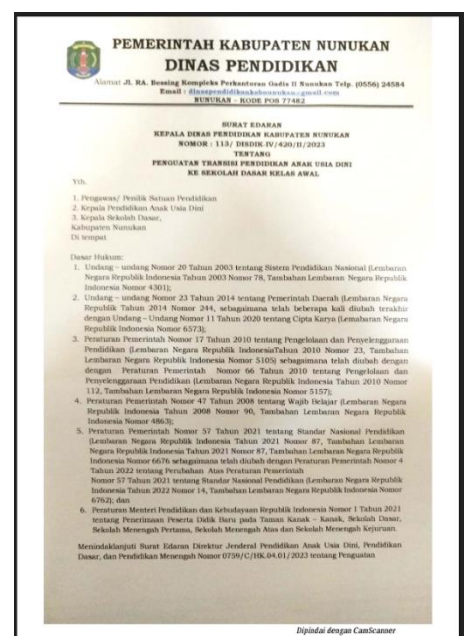 PEMERINTAH KABUPATEN NUNUKAN
DINAS PENDIDIKAN
Alamat Jl. RA. Bessing Kompleks Perkantoran Gadis II Nunukan Telp. (0556) 24584
Email : dinaspendidikankabnunukan@gmail.com
NUNUKAN - KODE POS 77482
SURAT EDARAN
KEPALA DINAS PENDIDIKAN KABUPATEN NUNUKAN
NOMOR : 113/ DISDIK-IV/420/II/2023
TENTANG
PENGUATAN TRANSISI PENDIDIKAN ANAK USIA DINI
KE SEKOLAH DASAR KELAS AWAL
Yth.
1. Pengawas/ Penilik Satuan Pendidikan
2. Kepala Pendidikan Anak Usia Dini
3. Kepala Sekolah Dasar,
Kabupaten Nunukan
Di tempat
Dasar Hukum:
1. Undang – undang Nomor 20 Tahun 2003 tentang Sistem Pendidikan Nasional (Lembaran
Negara Republik Indonesia Tahun 2003 Nomor 78, Tambahan Lembaran Negara Republik
Indonesia Nomor 4301);
2. Undang – undang Nomor 23 Tahun 2014 tentang Pemerintah Daerah (Lembaran Negara
Republik Tahun 2014 Nomor 244, sebagaimana telah beberapa kali diubah terakhir
dengan Undang – Undang Nomor 11 Tahun 2020 tentang Cipta Karya (Lemabaran Negara
Republik Indonesia Nomor 6573);
3. Peraturan Pemerintah Nomor 17 Tahun 2010 tentang Pengelolaan dan Penyelenggaraan
Pendidikan (Lembaran Negara Republik IndonesiaTahun 2010 Nomor 23, Tambahan
Lembaran Negara Republik Indonesia Nomor 5105) sebagaimana telah diubah dengan
dengan Peraturan Pemerintah Nomor 66 Tahun 2010 tentang Pengelolaan dan
Penyelenggaraan Pendidikan (Lembaran Negara Republik Indonesia Tahun 2010 Nomor
112, Tambahan Lembaran Negara Republik Indonesia Nomor 5157);
4. Peraturan Pemerintah Nomor 47 Tahun 2008 tentang Wajib Belajar (Lembaran Negara
Republik Indonesia Tahun 2008 Nomor 90, Tambahan Lembaran Negara Republik
Indonesia Nomor 4863);
5. Peraturan Pemerintah Nomor 57 Tahun 2021 tentang Standar Nasional Pendidikan
(Lembaran Negara Republik Indonesia Tahun 2021 Nomor 87, Tambahan Lembaran
Negara Republik Indonesia Tahun 2021 Nomor 87, Tambahan Lembaran Negara Republik
Indonesia Nomor 6676 sebagaimana telah diubah dengan Peraturan Pemerintah Nomor 4
Tahun 2022 tentang Perubahan Atas Peraturan Pemerintah
Nomor 57 Tahun 2021 tentang Standar Nasional Pendidikan (Lembaran Negara Republik
Indonesia Tahun 2022 Nomor 14, Tambahan Lembaran Negara Republik Indonesia Nomor
6762); dan
6. Peraturan Menteri Pendidikan dan Kebudayaan Republik Indonesia Nomor 1 Tahun 2021
tentang Penerimaan Peserta Didik Baru pada Taman Kanak – Kanak, Sekolah Dasar,
Sekolah Menengah Pertama, Sekolah Menengah Atas dan Sekolah Menengah Kejuruan.
Menindaklanjuti Surat Edaran Direktur Jenderal Pendidikan Anak Usia Dini, Pendidikan
Dasar, dan Pendidikan Menengah Nomor 0759/C/HK.04.01/2023 tentang Penguatan
Dipindai dengan CamScanner